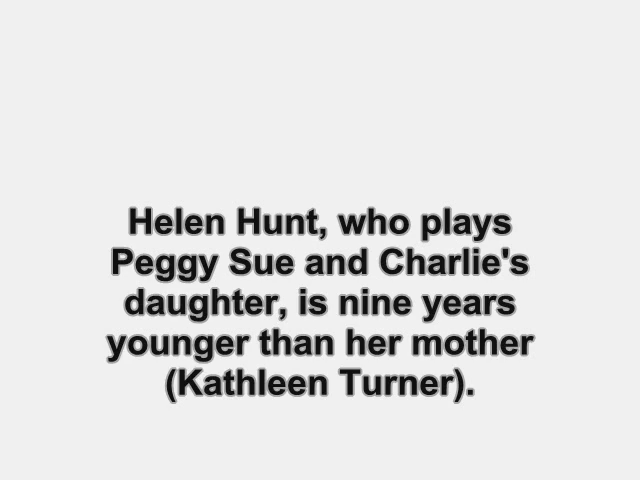 Helen Hunt, who plays
Peggy Sue and Charlie's
daughter, is nine years
younger than her mother
(Kathleen Turner).